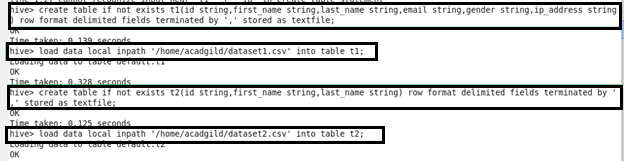 hive> create table if not exists t1(id string,first_name string,last_name string,email string,gender string,ip_address string
) row format delimited fields terminated by ',' stored as textfile;
OK
Time taken: 0.139 seconds
hive> load data local inpath '/home/acadgild/dataset1.csv' into table t1;
Loading data to table default.t1
OK
Time taken: 0.328 seconds
hive> create table if not exists t2(id string,first_name string,last_name string) row format delimited fields terminated by '
,' stored as textfile;
OK
Time taken: 0.125 seconds
hive> load data local inpath '/home/acadgild/dataset2.csv' into table t2;
Loading data to table default.t2
OK